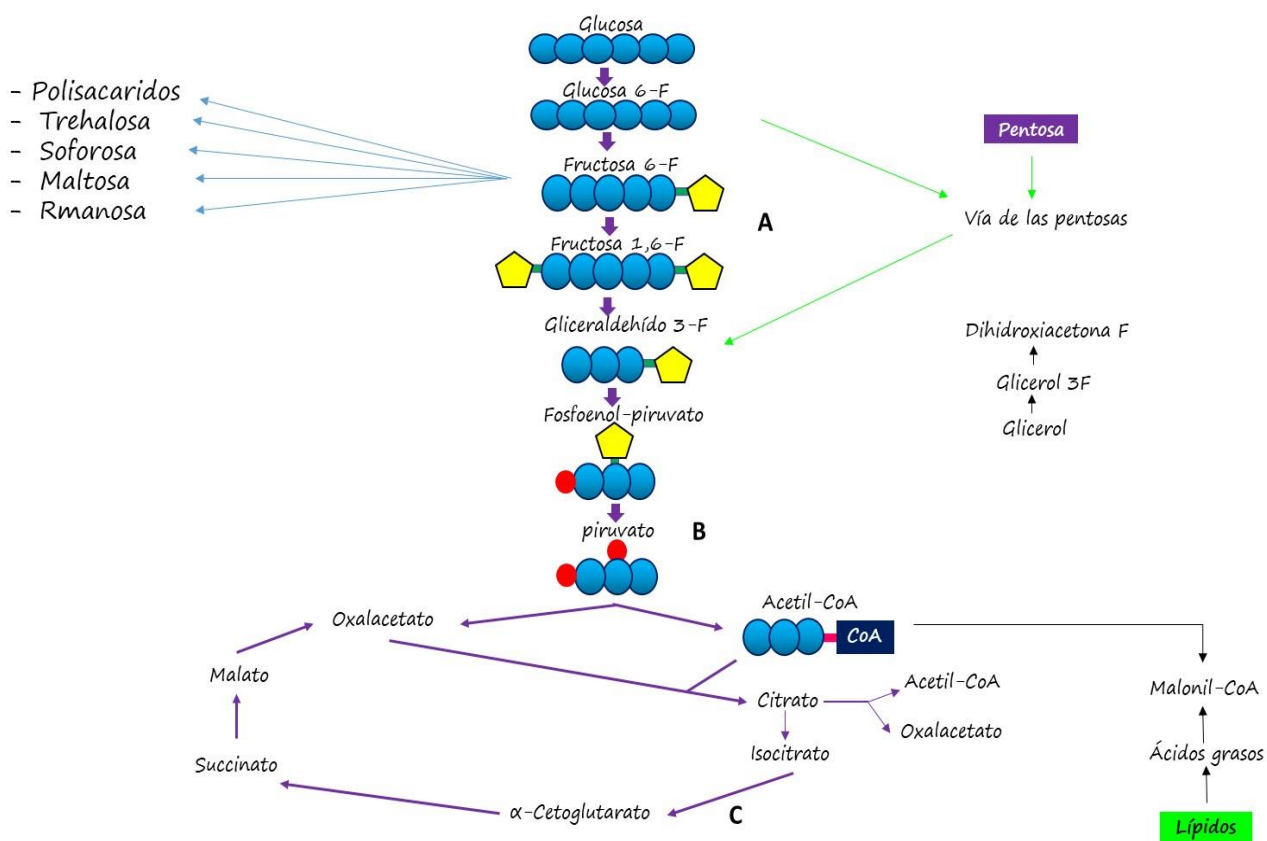 Glucosa
Glucosa 6-F
- Polisacaridos
- Trehalosa
- Soforosa
- Maltosa
- Rmanosa
Fructosa 6-F
A
Fructosa 1,6-F
Pentosa
Vía de las pentosas
Gliceraldehído 3-F
Dihidroxiacetona F
Glicerol 3F
Glicerol
Fosfoenol-piruvato
piruvato
B
Oxalacetato
Acetil-CoA
CoA
Malato
Citrato
Acetil-CoA
Oxalacetato
Isocitrato
Succinato
α-Cetoglutarato
C
Malonil-CoA
Ácidos grasos
Lípidos